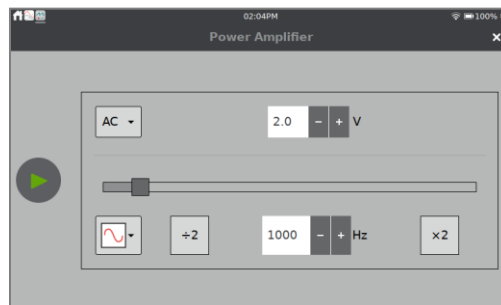 02:04PM
100%
Power Amplifier
×
AC
2.0
−
+
V
÷2
1000
−
+
Hz
×2